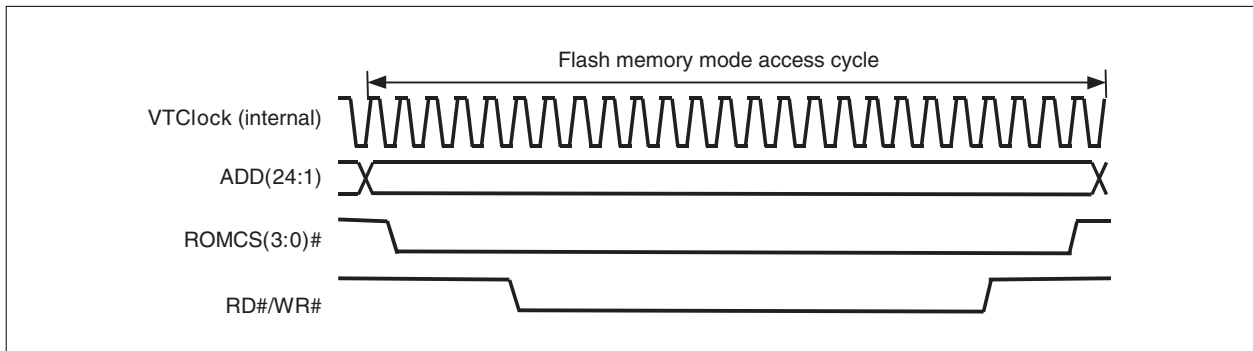 Flash memory mode access cycle
VTClock (internal)
ADD(24:1)
ROMCS(3:0)#
RD#/WR#